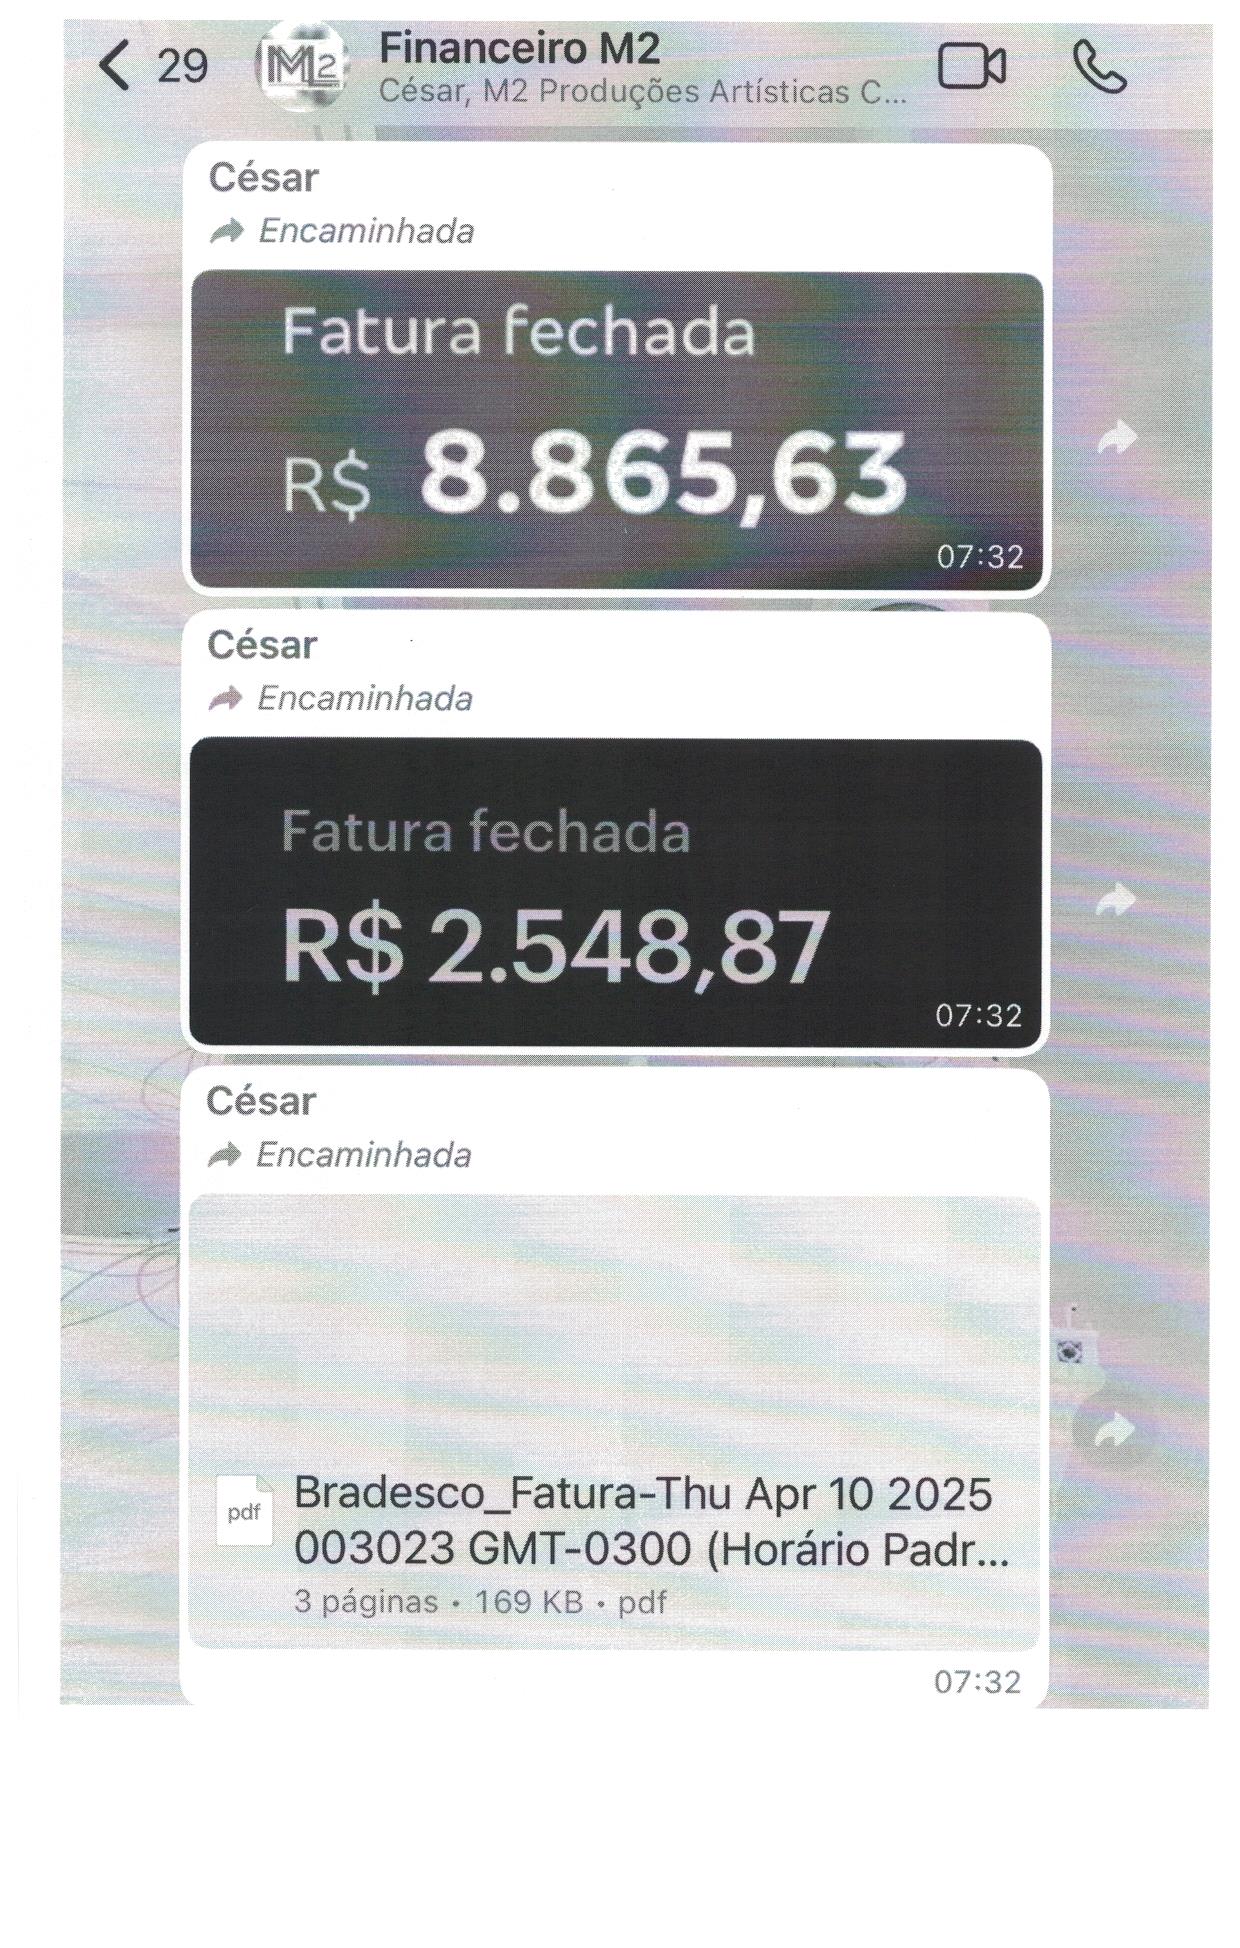 29
M2
Financeiro M2
César, M2 Produções Artísticas C...
César
Encaminhada
Fatura fechada
R$ 8.865,63
07:32
César
Encaminhada
Fatura fechada
R$ 2.548,87
07:32
César
Encaminhada
pdf
Bradesco_Fatura-Thu Apr 10 2025
003023 GMT-0300 (Horário Padr...
3 páginas • 169 KB • pdf
07:32